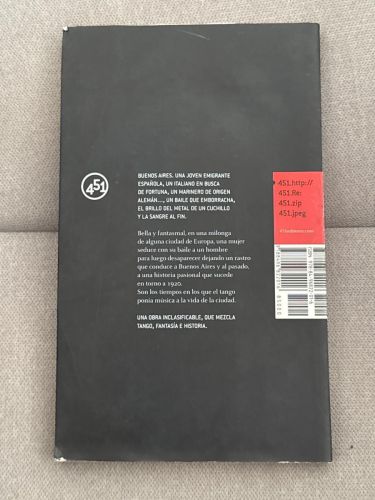 451
BUENOS AIRES. UNA JOVEN EMIGRANTE
ESPAÑOLA, UN ITALIANO EN BUSCA
DE FORTUNA, UN MARINERO DE ORIGEN
ALEMÁN..., UN BAILE QUE EMBORRACHA,
EL BRILLO DEL METAL DE UN CUCHILLO
Y LA SANGRE AL FIN.
Bella y fantasmal, en una milonga
de alguna ciudad de Europa, una mujer
seduce con su baile a un hombre
para luego desaparecer dejando un rastro
que conduce a Buenos Aires y al pasado,
a una historia pasional que sucede
en torno a 1920.
Son los tiempos en los que el tango
ponía música a la vida de la ciudad.
UNA OBRA INCLASIFICABLE, QUE MEZCLA
TANGO, FANTASÍA E HISTORIA.
451.http://
451.Re:
451.zip
451.jpeg